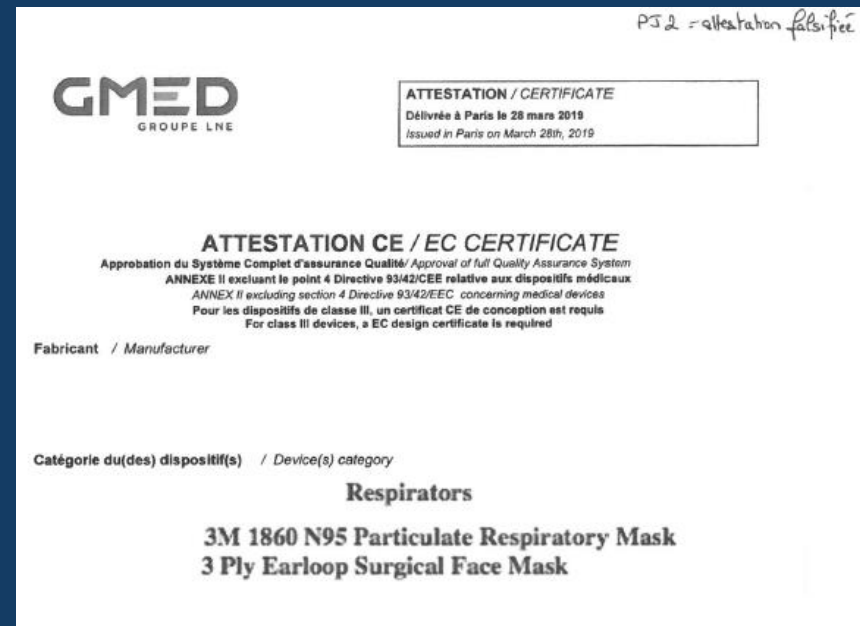 PJ2 = attestation falsifiée
GMED
GROUPE LNE
ATTESTATION / CERTIFICATE
Délivrée à Paris le 28 mars 2019
Issued in Paris on March 28th, 2019
ATTESTATION CE / EC CERTIFICATE
Approbation du Système Complet d'assurance Qualité/ Approval of full Quality Assurance System
ANNEXE II excluant le point 4 Directive 93/42/CEE relative aux dispositifs médicaux
ANNEX II excluding section 4 Directive 93/42/EEC concerning medical devices
Pour les dispositifs de classe III, un certificat CE de conception est requis
For class III devices, a EC design certificate is required
Fabricant / Manufacturer
Catégorie du(des) dispositif(s) / Device(s) category
Respirators
3M 1860 N95 Particulate Respiratory Mask
3 Ply Earloop Surgical Face Mask